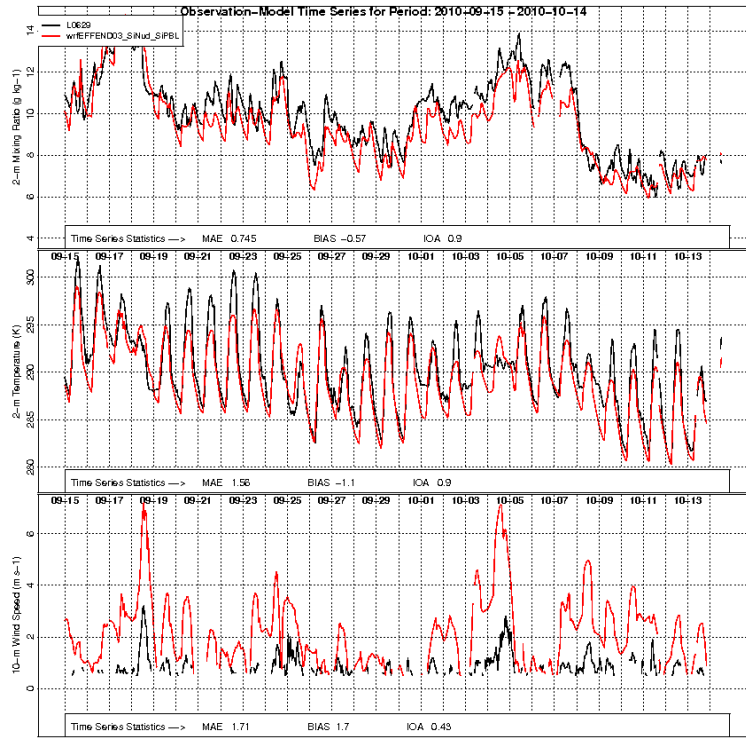 Observation-Model Time Series for Period: 2010-09-15 - 2010-10-14
L0629
wrfEFFEND03_SiNud_SiPBL
14
12
10
8
6
4
2-m Mixing Ratio (g kg-1)
Time Series Statistics —> MAE 0.745 BIAS -0.57 IOA 0.9
09-15 09-17 09-19 09-21 09-23 09-25 09-27 09-29 10-01 10-03 10-05 10-07 10-09 10-11 10-13
300
295
290
285
280
2-m Temperature (K)
Time Series Statistics —> MAE 1.56 BIAS -1.1 IOA 0.9
09-15 09-17 09-19 09-21 09-23 09-25 09-27 09-29 10-01 10-03 10-05 10-07 10-09 10-11 10-13
6
4
2
0
10-m Wind Speed (m s-1)
Time Series Statistics —> MAE 1.71 BIAS 1.7 IOA 0.43